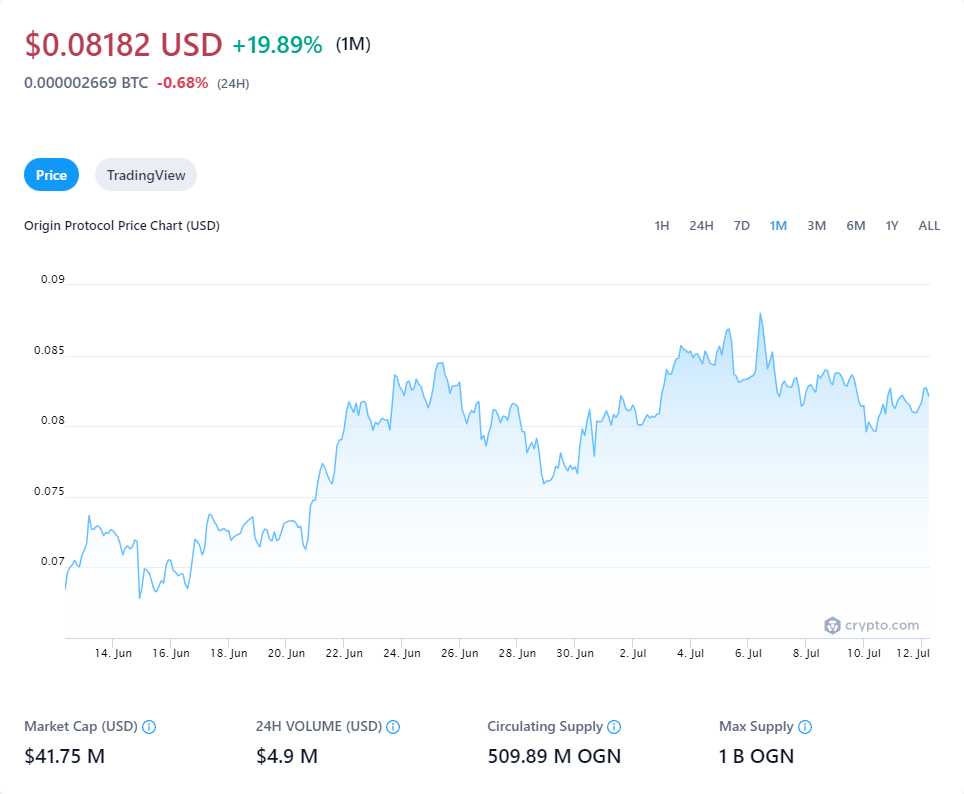 $0.08182 USD +19.89% (1M)
0.000002669 BTC -0.68% (24H)
Price TradingView
Origin Protocol Price Chart (USD) 1H 24H 7D 1M 3M 6M 1Y ALL
0.09
0.085
0.08
0.075
0.07
crypto.com
14. Jun 16. Jun 18. Jun 20. Jun 22. Jun 24. Jun 26. Jun 28. Jun 30. Jun 2. Jul 4. Jul 6. Jul 8. Jul 10. Jul 12. Jul
Market Cap (USD) 24H VOLUME (USD) Circulating Supply Max Supply
$41.75 M $4.9 M 509.89 M OGN 1 B OGN